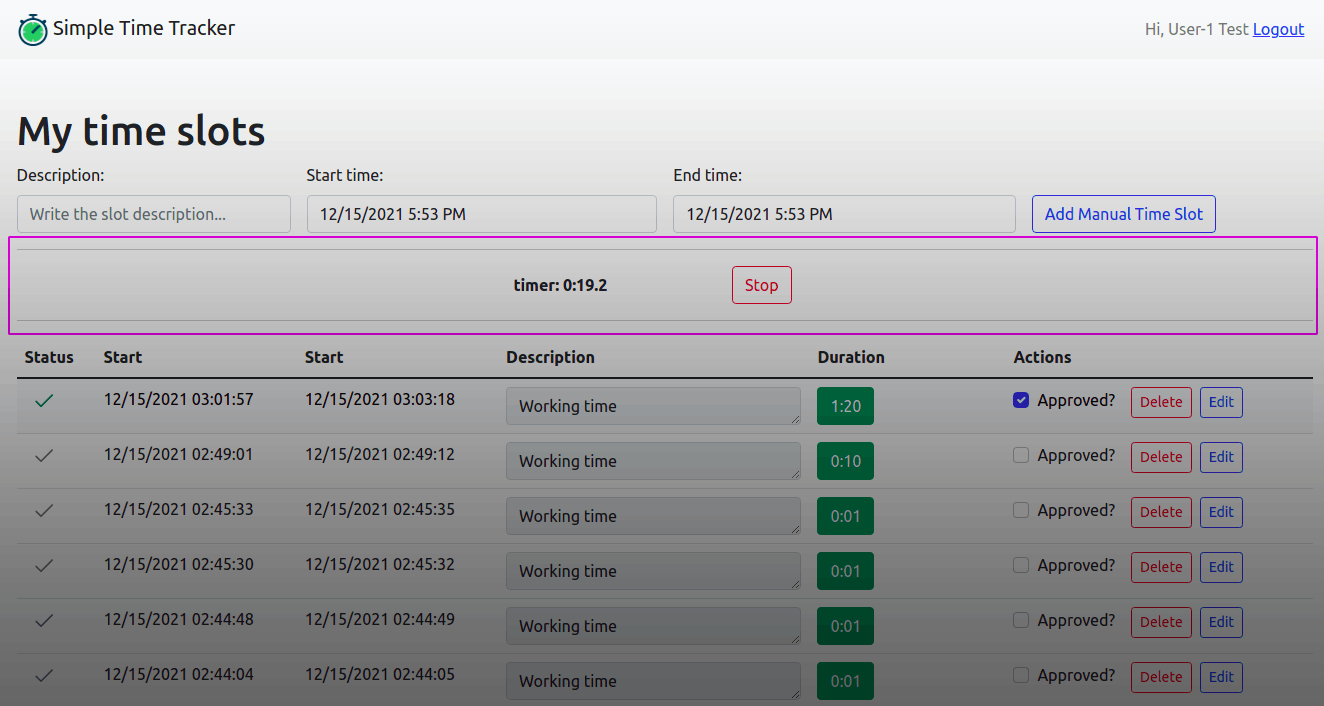 Simple Time Tracker
Hi, User-1 Test Logout
My time slots
Description: Start time: End time:
Write the slot description... 12/15/2021 5:53 PM 12/15/2021 5:53 PM Add Manual Time Slot
timer: 0:19.2 Stop
Status Start Start Description Duration Actions
12/15/2021 03:01:57 12/15/2021 03:03:18 Working time 1:20 Approved? Delete Edit
12/15/2021 02:49:01 12/15/2021 02:49:12 Working time 0:10 Approved? Delete Edit
12/15/2021 02:45:33 12/15/2021 02:45:35 Working time 0:01 Approved? Delete Edit
12/15/2021 02:45:30 12/15/2021 02:45:32 Working time 0:01 Approved? Delete Edit
12/15/2021 02:44:48 12/15/2021 02:44:49 Working time 0:01 Approved? Delete Edit
12/15/2021 02:44:04 12/15/2021 02:44:05 Working time 0:01 Approved? Delete Edit